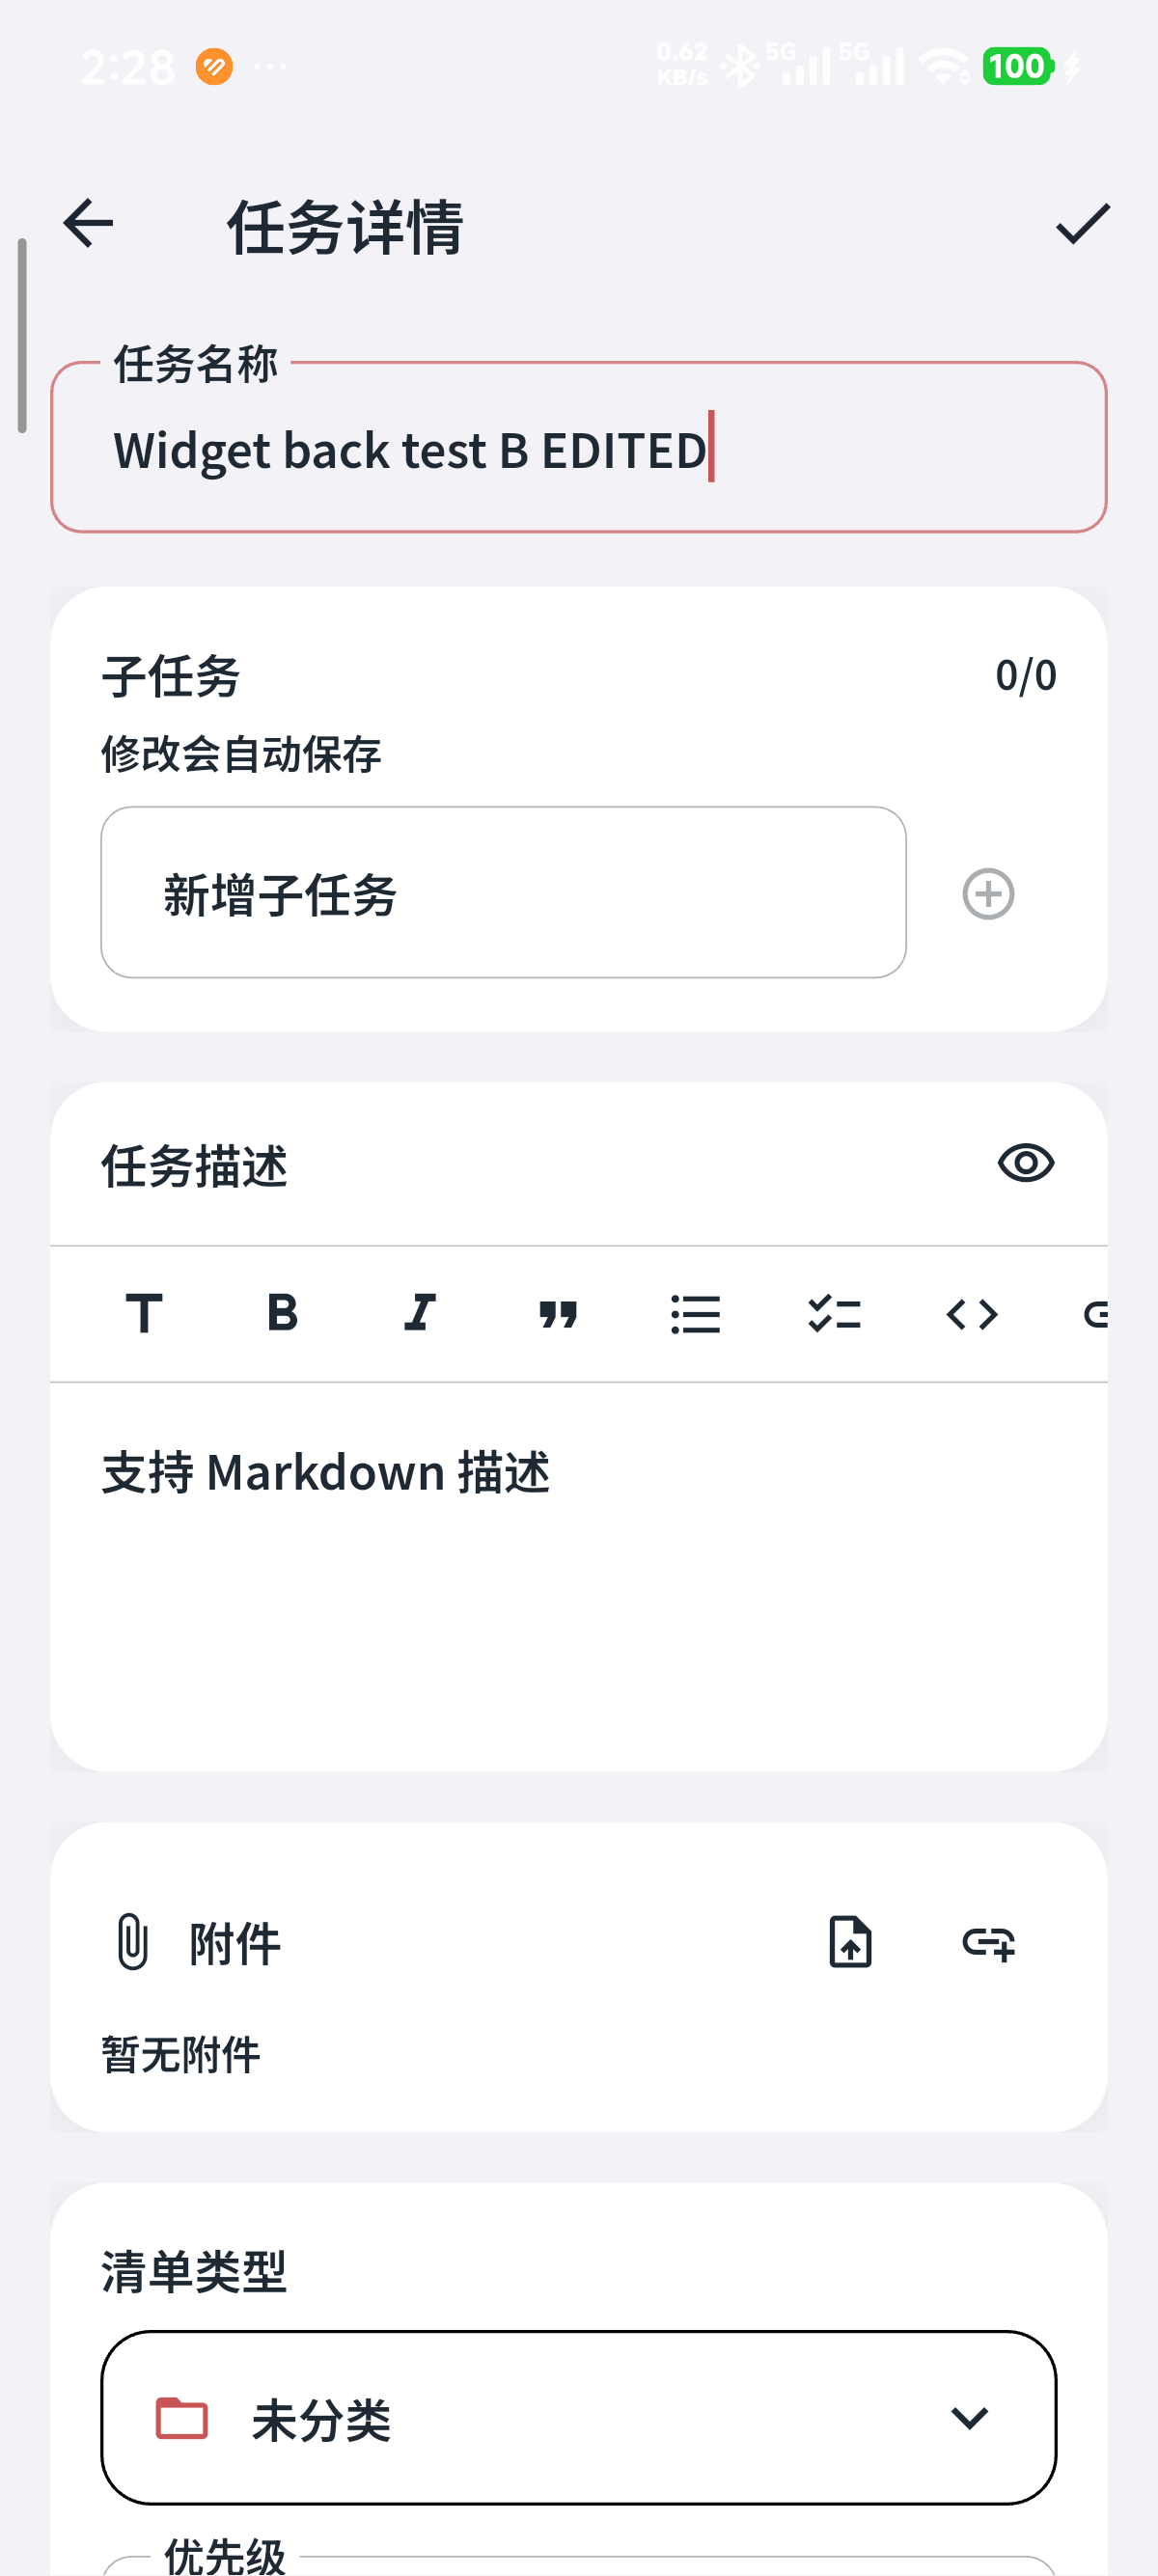 2:28 ··· 0.62 KB/s 5G 5G 100
任务详情
任务名称
Widget back test B EDITED
子任务 0/0
修改会自动保存
新增子任务
任务描述
T B I
支持 Markdown 描述
附件
暂无附件
清单类型
未分类
优先级